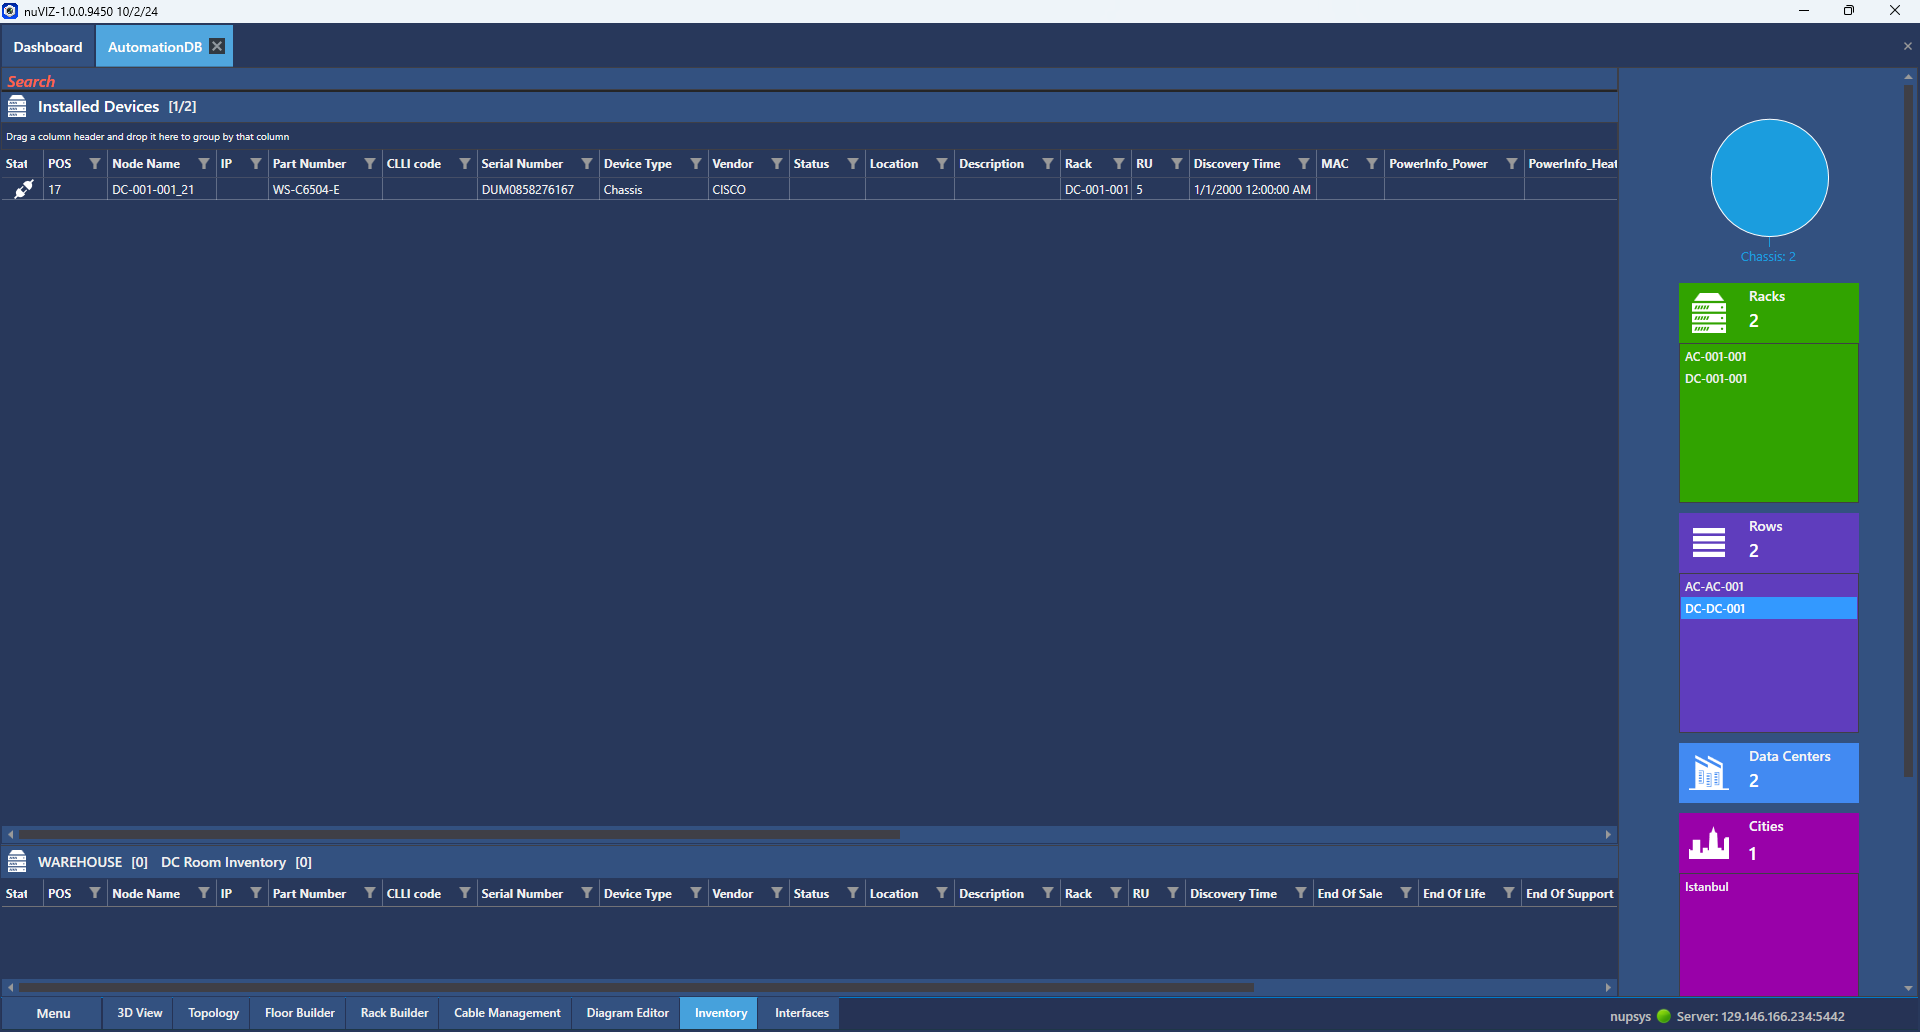 nuVIZ-1.0.0.9450 10/2/24
Dashboard AutomationDB
Search
Installed Devices [1/2]
Drag a column header and drop it here to group by that column
Stat POS Node Name IP Part Number CLLI code Serial Number Device Type Vendor Status Location Description Rack RU Discovery Time MAC PowerInfo_Power PowerInfo_Heat
17 DC-001-001_21 WS-C6504-E DUM0858276167 Chassis CISCO DC-001-001 5 1/1/2000 12:00:00 AM
WAREHOUSE [0] DC Room Inventory [0]
Stat POS Node Name IP Part Number CLLI code Serial Number Device Type Vendor Status Location Description Rack RU Discovery Time End Of Sale End Of Life End Of Support
Chassis: 2
Racks
2
AC-001-001
DC-001-001
Rows
2
AC-AC-001
DC-DC-001
Data Centers
2
Cities
1
Istanbul
Menu 3D View Topology Floor Builder Rack Builder Cable Management Diagram Editor Inventory Interfaces
nupsys Server: 129.146.166.234:5442